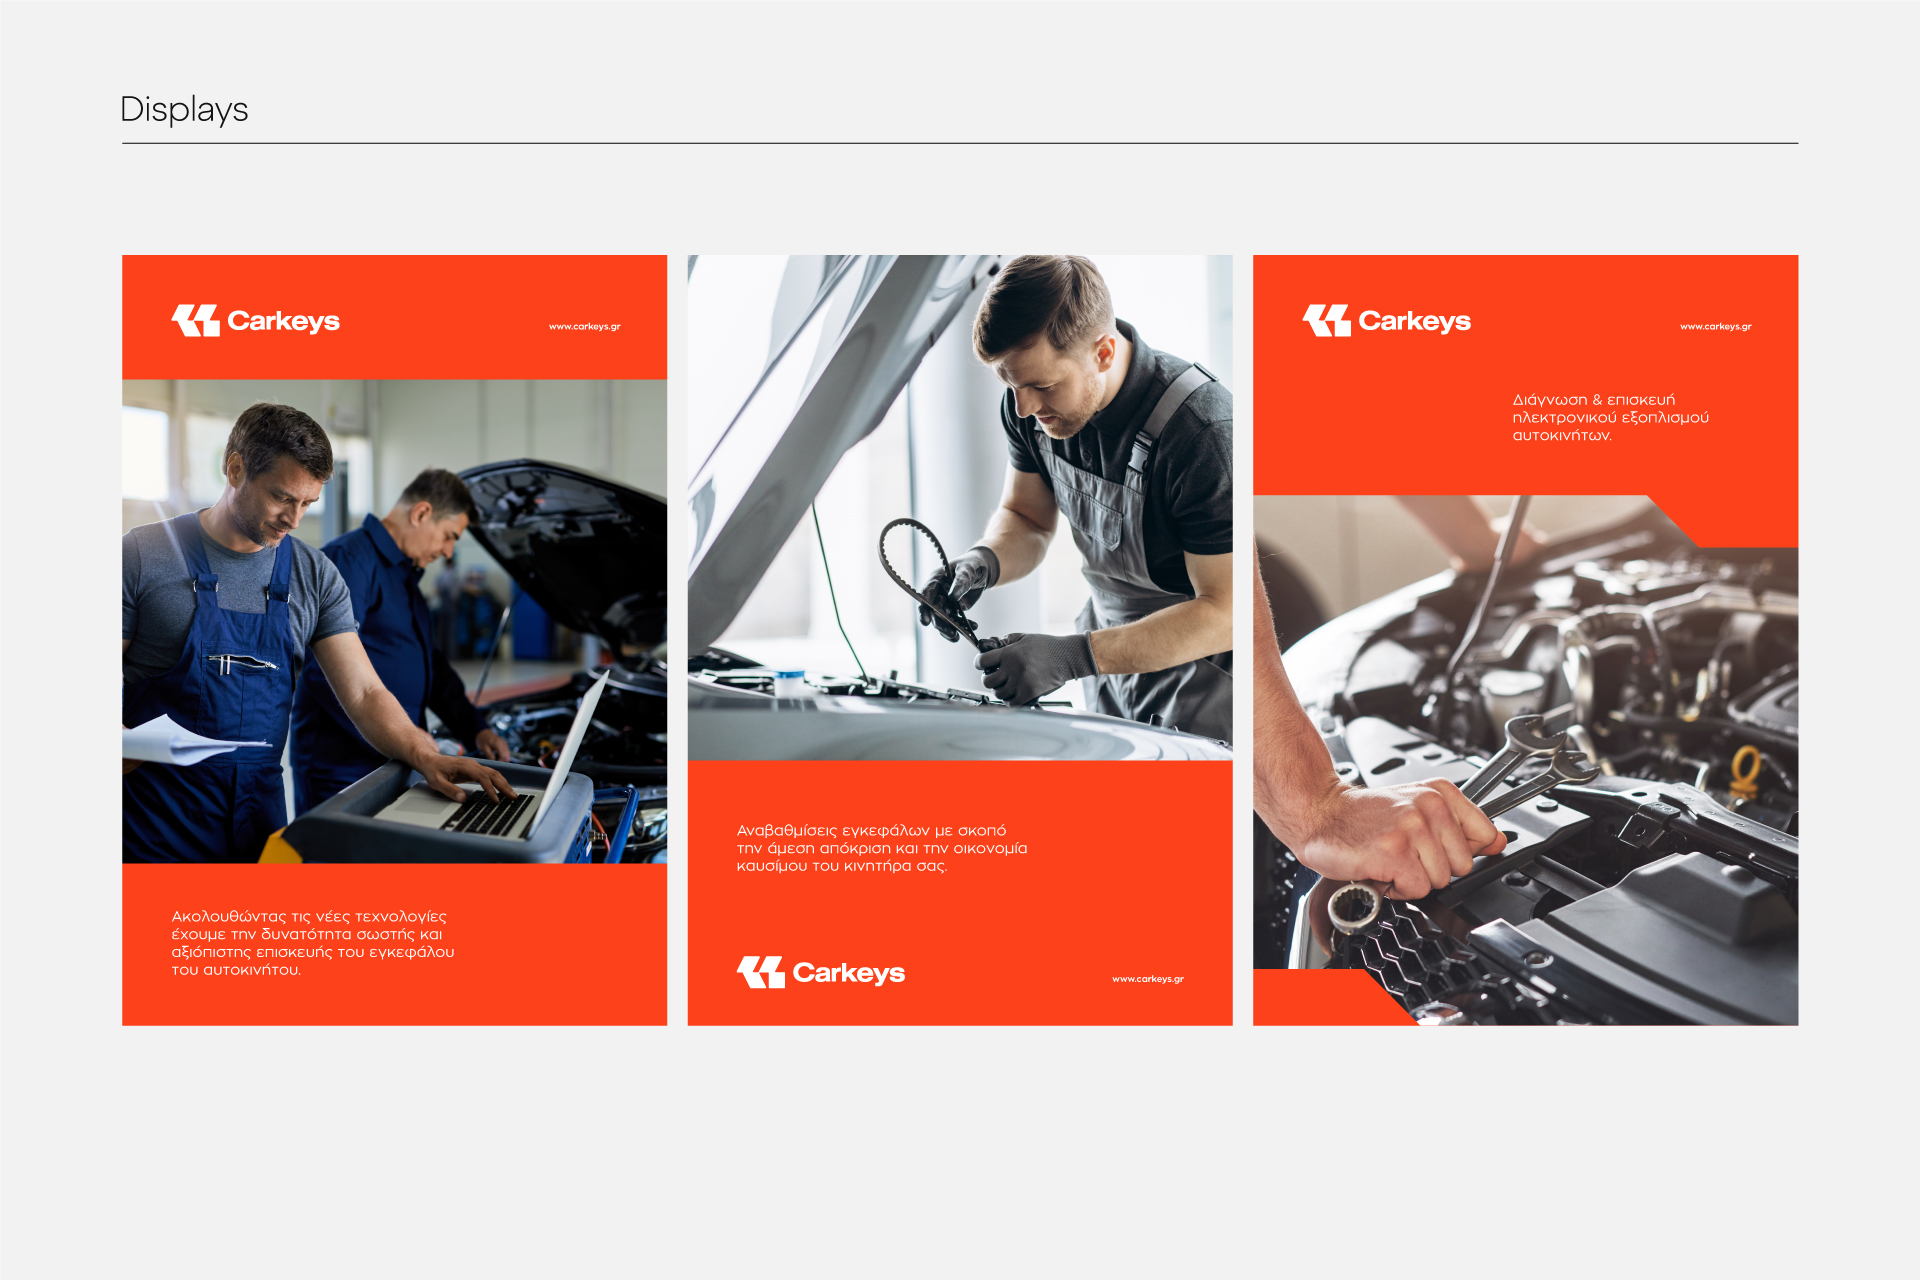 Displays
Carkeys
www.carkeys.gr
Ακολουθώντας τις νέες τεχνολογίες
έχουμε την δυνατότητα σωστής και
αξιόπιστης επισκευής του εγκεφάλου
του αυτοκινήτου.
Αναβαθμίσεις εγκεφάλων με σκοπό
την άμεση απόκριση και την οικονομία
καυσίμου του κινητήρα σας.
Carkeys
www.carkeys.gr
Carkeys
www.carkeys.gr
Διάγνωση & επισκευή
ηλεκτρονικού εξοπλισμού
αυτοκινήτων.